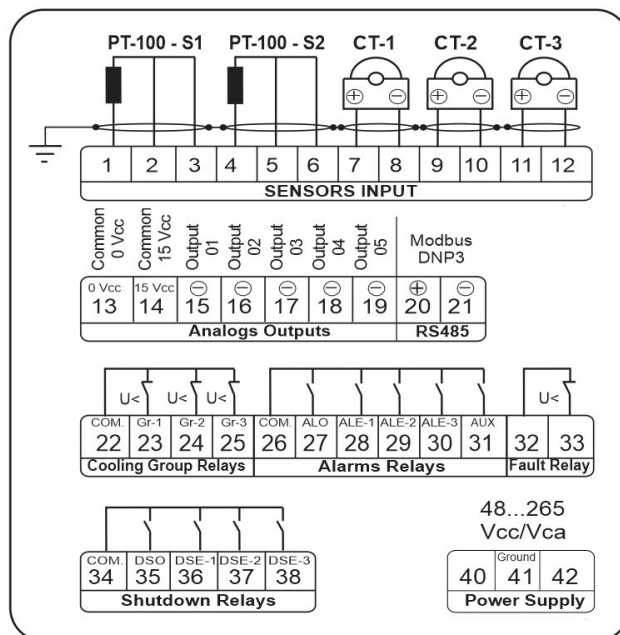 PT-100 - S1 PT-100 - S2 CT-1 CT-2 CT-3
+ - + - + -
1 2 3 4 5 6 7 8 9 10 11 12
SENSORS INPUT
Common 0 Vcc
Common 15 Vcc
Output 01
Output 02
Output 03
Output 04
Output 05
Modbus
DNP3
0 Vcc 15 Vcc - - - - - + -
13 14 15 16 17 18 19 20 21
Analogs Outputs RS485
U< U< U< U<
COM. Gr-1 Gr-2 Gr-3 COM. ALO ALE-1 ALE-2 ALE-3 AUX
22 23 24 25 26 27 28 29 30 31 32 33
Cooling Group Relays Alarms Relays Fault Relay
COM. DSO DSE-1 DSE-2 DSE-3
34 35 36 37 38
Shutdown Relays
48...265
Vcc/Vca
Ground
40 41 42
Power Supply